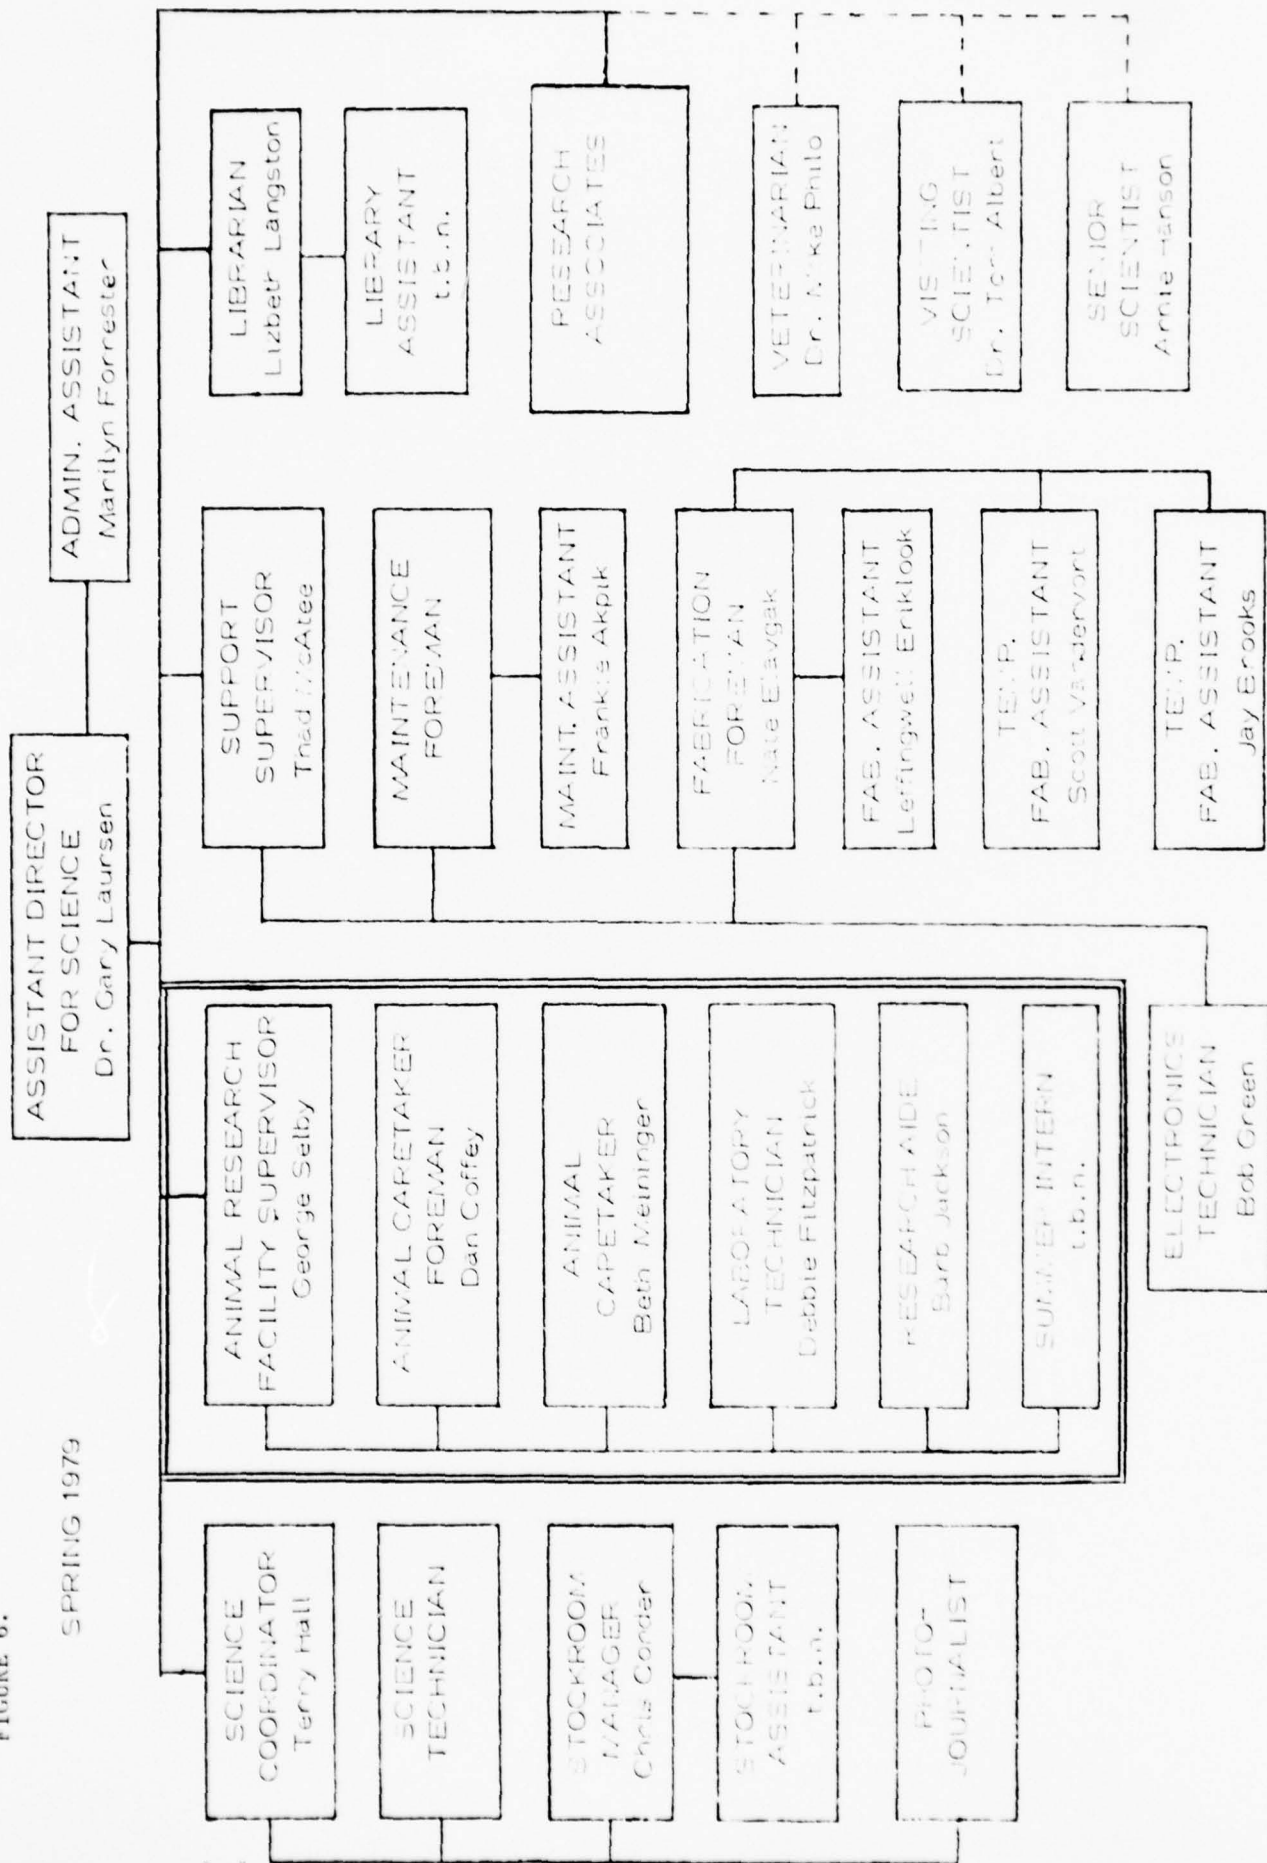 FIGURE 6.
SPRING 1979
ASSISTANT DIRECTOR
FOR SCIENCE
Dr. Gary Laursen
ADMIN. ASSISTANT
Marilyn Forrester
SCIENCE
COORDINATOR
Terry Hall
SCIENCE
TECHNICIAN
STOCKROOM
MANAGER
Chris Conder
STOCKROOM
ASSISTANT
t.b.n.
PHOTO-
JOURNALIST
ANIMAL RESEARCH
FACILITY SUPERVISOR
George Selby
ANIMAL CARETAKER
FOREMAN
Dan Coffey
ANIMAL
CARETAKER
Beth Meininger
LABORATORY
TECHNICIAN
Debbie Fitzpatrick
RESEARCH AIDE
Barb Jackson
SUMMER INTERN
t.b.n.
SUPPORT
SUPERVISOR
Thad McAtee
MAINTENANCE
FOREMAN
MAINT. ASSISTANT
Frankie Akpik
FABRICATION
FOREMAN
Nate Elavgak
FAB. ASSISTANT
Leffingwell
TEMP.
FAB. ASSISTANT
Scott Vandervort
TEMP.
FAB. ASSISTANT
Jay Brooks
ELECTRONICS
TECHNICIAN
Bob Green
LIBRARIAN
Lizbeth Langston
LIBRARY
ASSISTANT
t.b.n.
RESEARCH
ASSOCIATES
VETERINARIAN
Dr. Mike Philo
VISITING
SCIENTIST
Dr. Tom Albert
SENIOR
SCIENTIST
Arnie Hanson